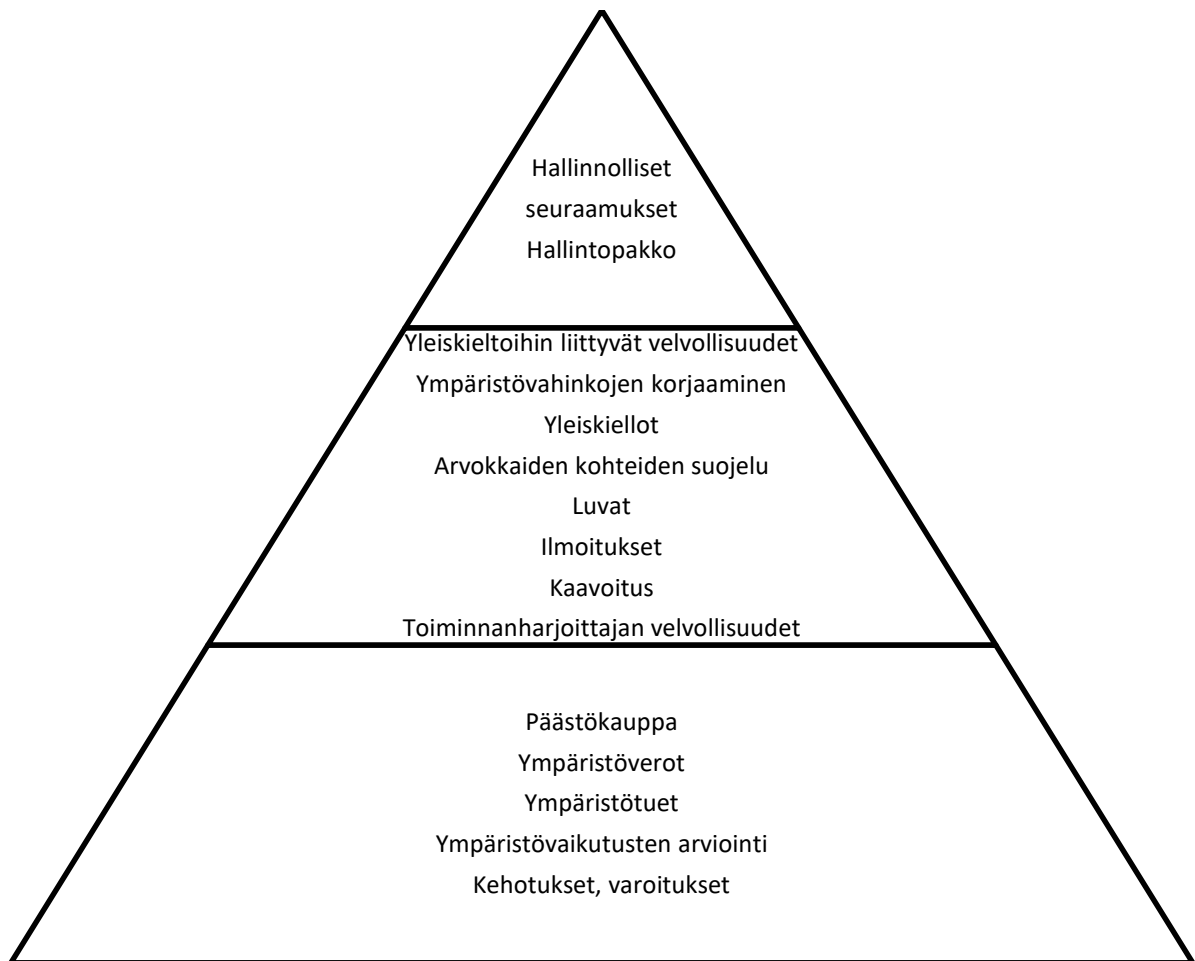 Hallinnolliset
seuraamukset
Hallintopakko
Yleiskieltoihin liittyvät velvollisuudet
Ympäristövahinkojen korjaaminen
Yleiskiellot
Arvokkaiden kohteiden suojelu
Luvat
Ilmoitukset
Kaavoitus
Toiminnanharjoittajan velvollisuudet
Päästökauppa
Ympäristöverot
Ympäristötuet
Ympäristövaikutusten arviointi
Kehotukset, varoitukset